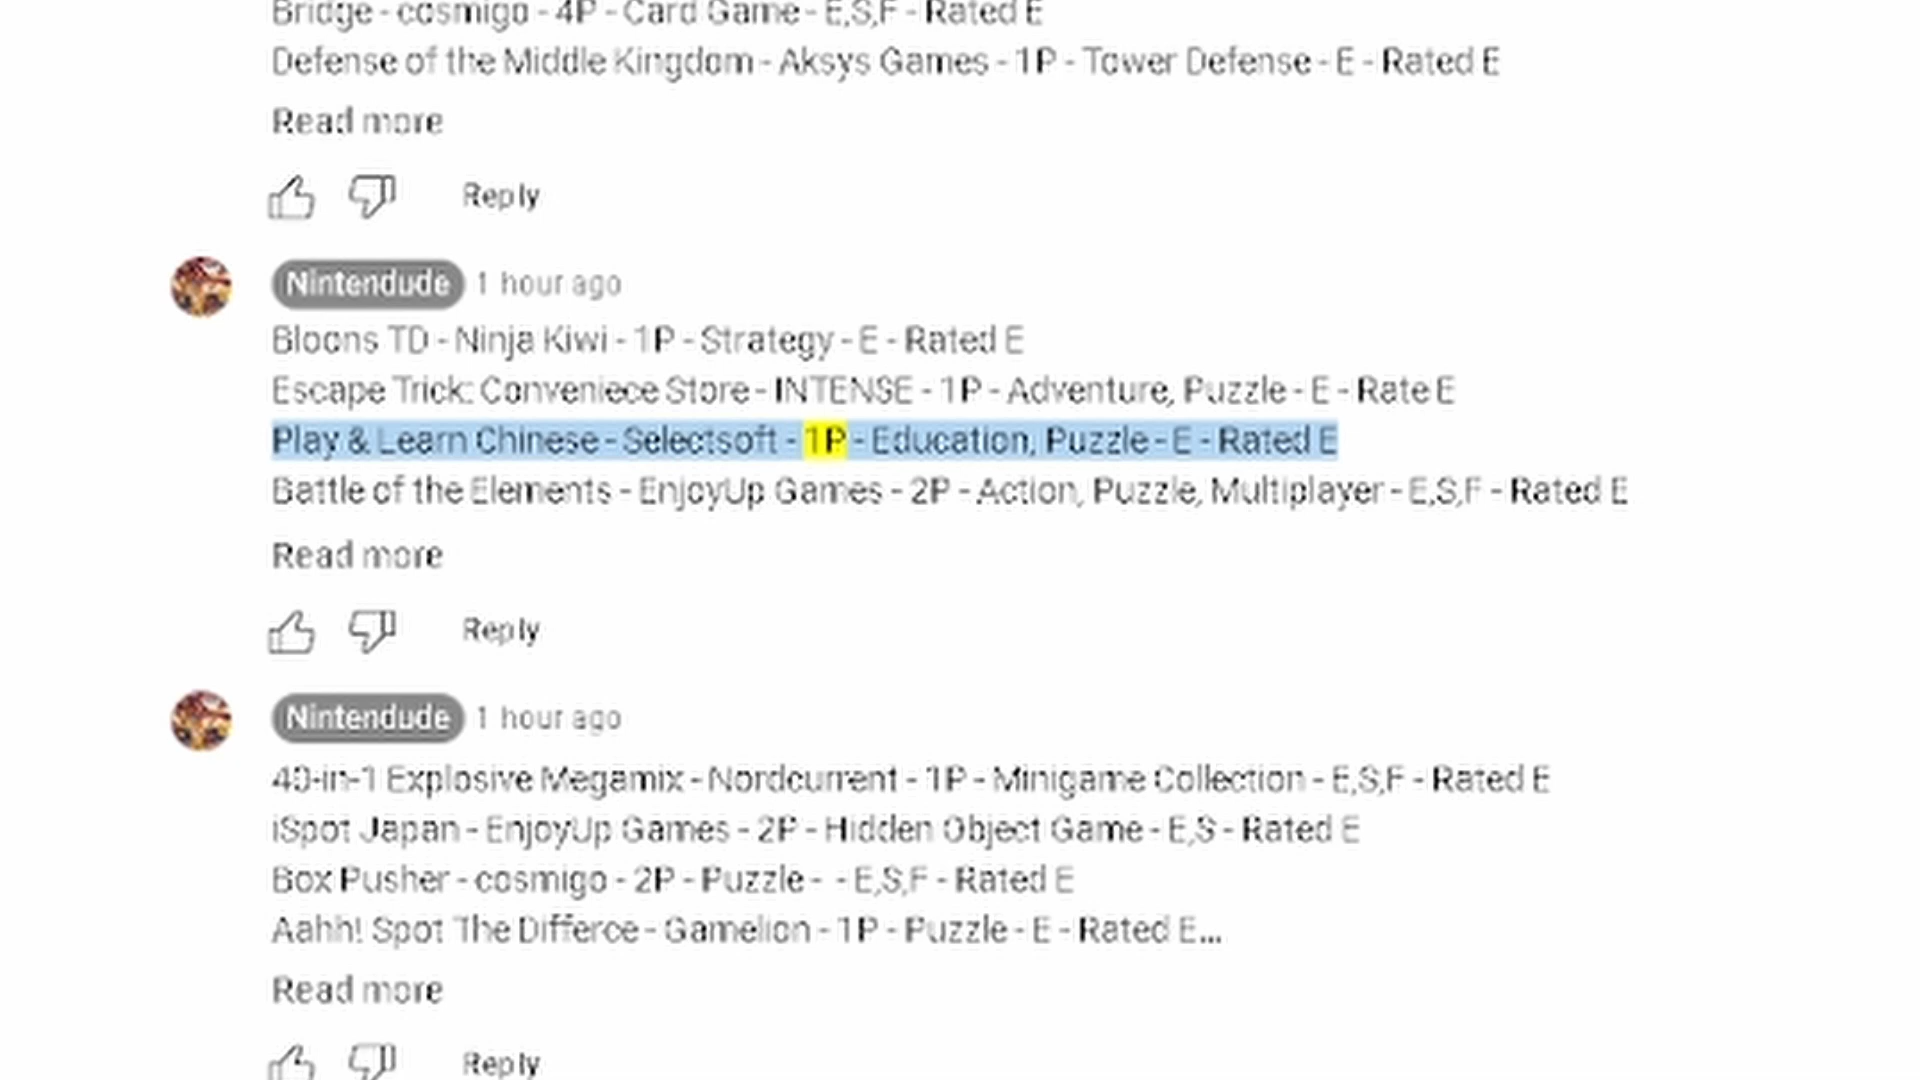 Bridge - cosmigo - 4P - Card Game - E,S,F - Rated E
Defense of the Middle Kingdom - Aksys Games - 1P - Tower Defense - E - Rated E
Read more
Reply
Nintendude 1 hour ago
Bloons TD - Ninja Kiwi - 1P - Strategy - E - Rated E
Escape Trick: Conveniece Store - INTENSE - 1P - Adventure, Puzzle - E - Rate E
Play & Learn Chinese - Selectsoft - 1P - Education, Puzzle - E - Rated E
Battle of the Elements - EnjoyUp Games - 2P - Action, Puzzle, Multiplayer - E,S,F - Rated E
Read more
Reply
Nintendude 1 hour ago
40-in-1 Explosive Megamix - Nordcurrent - 1P - Minigame Collection - E,S,F - Rated E
iSpot Japan - EnjoyUp Games - 2P - Hidden Object Game - E,S - Rated E
Box Pusher - cosmigo - 2P - Puzzle - - E,S,F - Rated E
Aahh! Spot The Differce - Gamelion - 1P - Puzzle - E - Rated E...
Read more
Reply